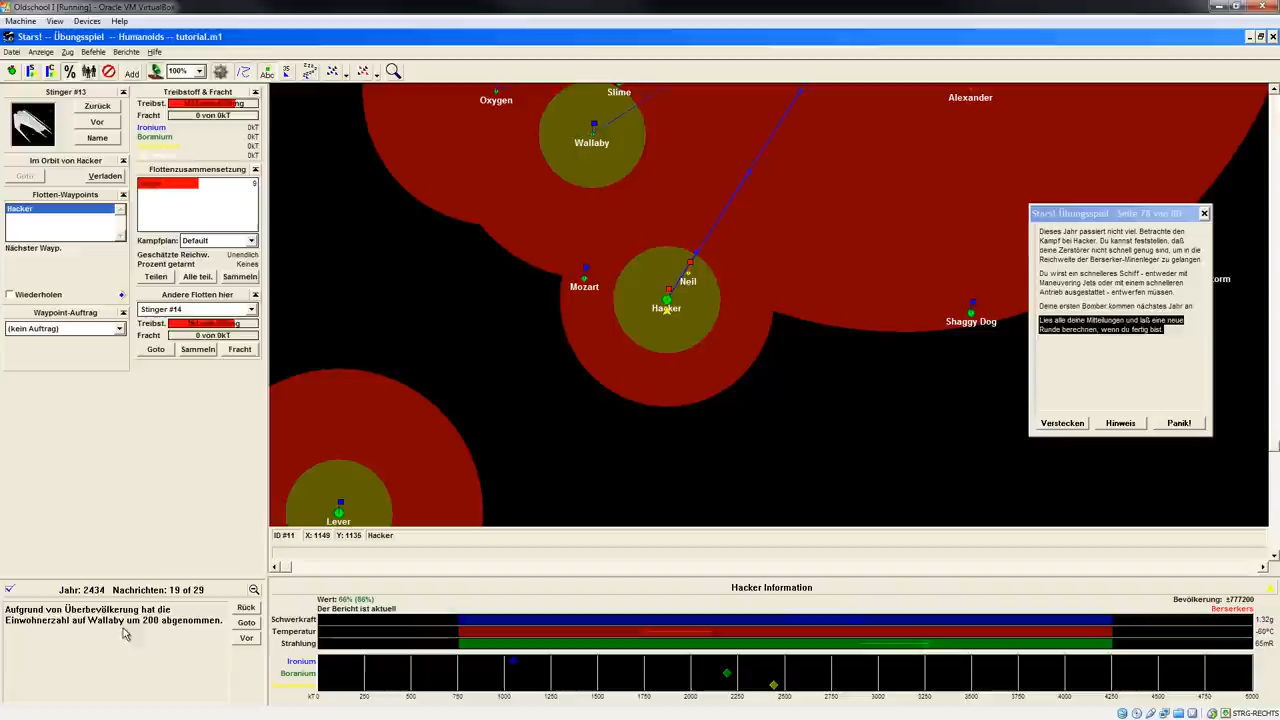 Oldschool I [Running] - Oracle VM VirtualBox
Machine View Devices Help
Stars! -- Übungsspiel -- Humanoids -- tutorial.m1
Datei Anzeige Zug Befehle Berichte Hilfe
Add 100% Abc
Stinger #13
Zurück
Vor
Name
Im Orbit von Hacker
Goto Verladen
Flotten-Waypoints
Hacker
Nächster Wayp.
Wiederholen
Waypoint-Auftrag
(kein Auftrag)
Treibstoff & Fracht
Treibst.
Fracht 0 von 0kT
Ironium 0kT
Boranium 0kT
0kT
Flottenzusammensetzung
9
Kampfplan: Default
Geschätzte Reichw. Unendlich
Prozent getarnt Keines
Teilen Alle teil. Sammeln
Andere Flotten hier
Stinger #14
Treibst.
Fracht 0 von 0kT
Goto Sammeln Fracht
Oxygen
Slime
Wallaby
Alexander
Mozart
Neil
Hacker
Shaggy Dog
Lever
orm
Stars! Übungsspiel - Seite 78 von
Dieses Jahr passiert nicht viel. Betrachte den
Kampf bei Hacker. Du kannst feststellen, daß
deine Zerstörer nicht schnell genug sind, um in die
Reichweite der Berserker-Minenleger zu gelangen.
Du wirst ein schnelleres Schiff - entweder mit
Maneuvering Jets oder mit einem schnelleren
Antrieb ausgestattet - entwerfen müssen.
Deine ersten Bomber kommen nächstes Jahr an
Lies alle deine Mitteilungen und laß eine neue
Runde berechnen, wenn du fertig bist.
Verstecken Hinweis Panik!
ID #11 X: 1149 Y: 1135 Hacker
Jahr: 2434 Nachrichten: 19 of 29
Aufgrund von Überbevölkerung hat die
Einwohnerzahl auf Wallaby um 200 abgenommen.
Rück
Goto
Vor
Hacker Information
Wert: 66% (86%) Bevölkerung: ±777200
Der Bericht ist aktuell Berserkers
Schwerkraft 1.32g
Temperatur -60ºC
Strahlung 65mR
Ironium
Boranium
kT 0 250 500 750 1000 1250 1500 1750 2000 2250 2500 2750 3000 3250 3500 3750 4000 4250 4500 4750 5000
STRG-RECHTS